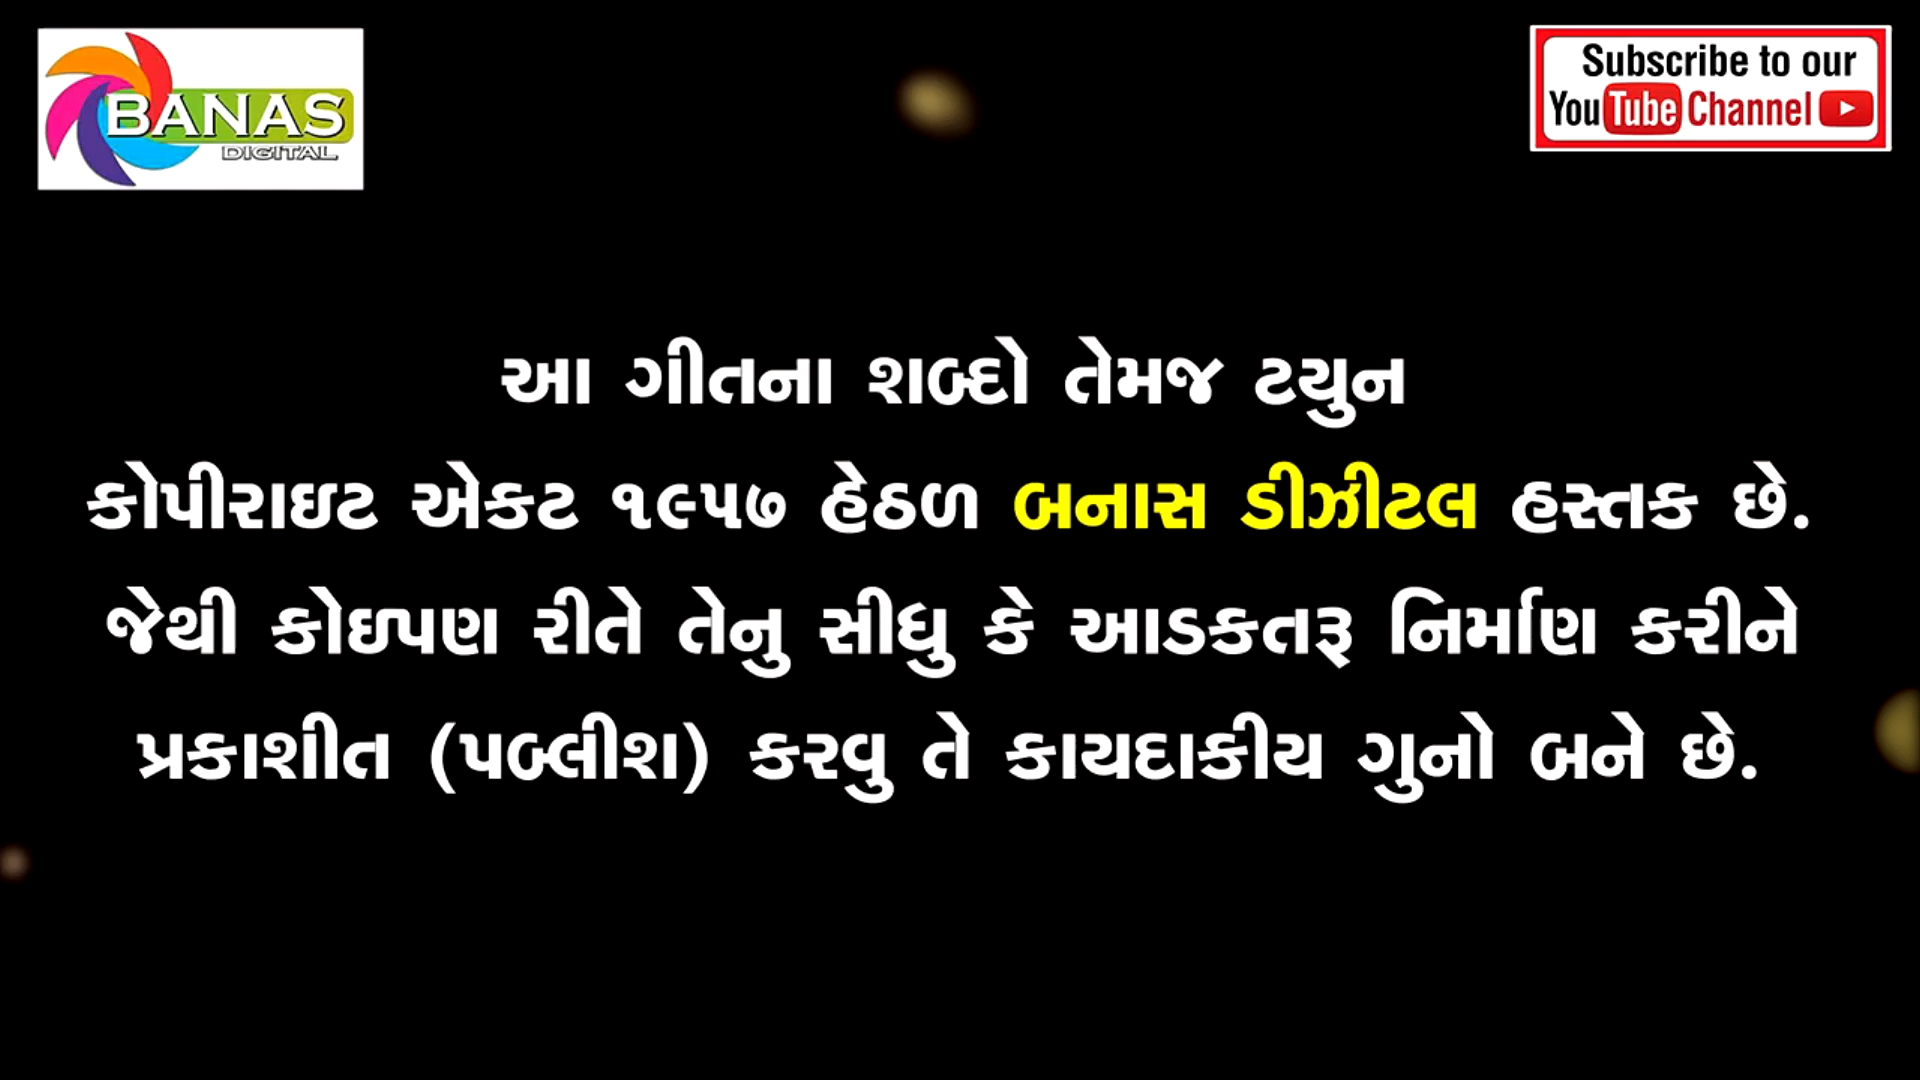 BANAS
DIGITAL
Subscribe to our
YouTube Channel
આ ગીતના શબ્દો તેમજ ટયુન
કોપીરાઇટ એકટ ૧૯૫૭ હેઠળ બનાસ ડીઝીટલ હસ્તક છે.
જેથી કોઇપણ રીતે તેનુ સીધુ કે આડકતરૂ નિર્માણ કરીને
પ્રકાશીત (પબ્લીશ) કરવુ તે કાયદાકીય ગુનો બને છે.